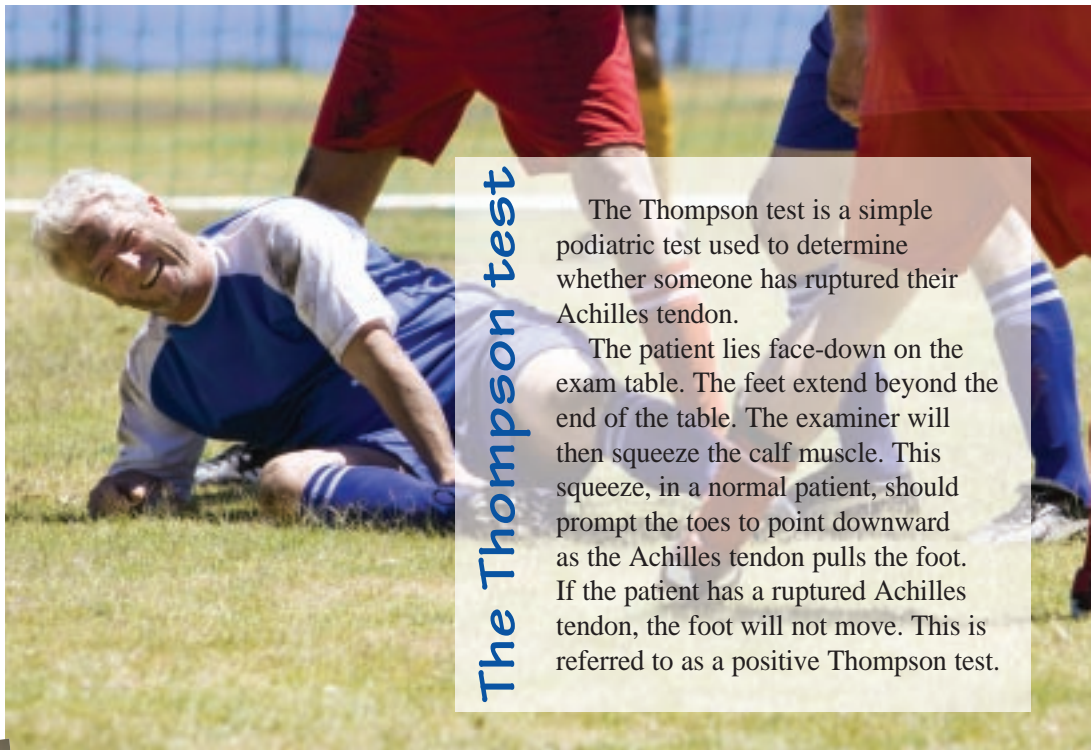 The Thompson test
The Thompson test is a simple
podiatric test used to determine
whether someone has ruptured their
Achilles tendon.
The patient lies face-down on the
exam table. The feet extend beyond the
end of the table. The examiner will
then squeeze the calf muscle. This
squeeze, in a normal patient, should
prompt the toes to point downward
as the Achilles tendon pulls the foot.
If the patient has a ruptured Achilles
tendon, the foot will not move. This is
referred to as a positive Thompson test.